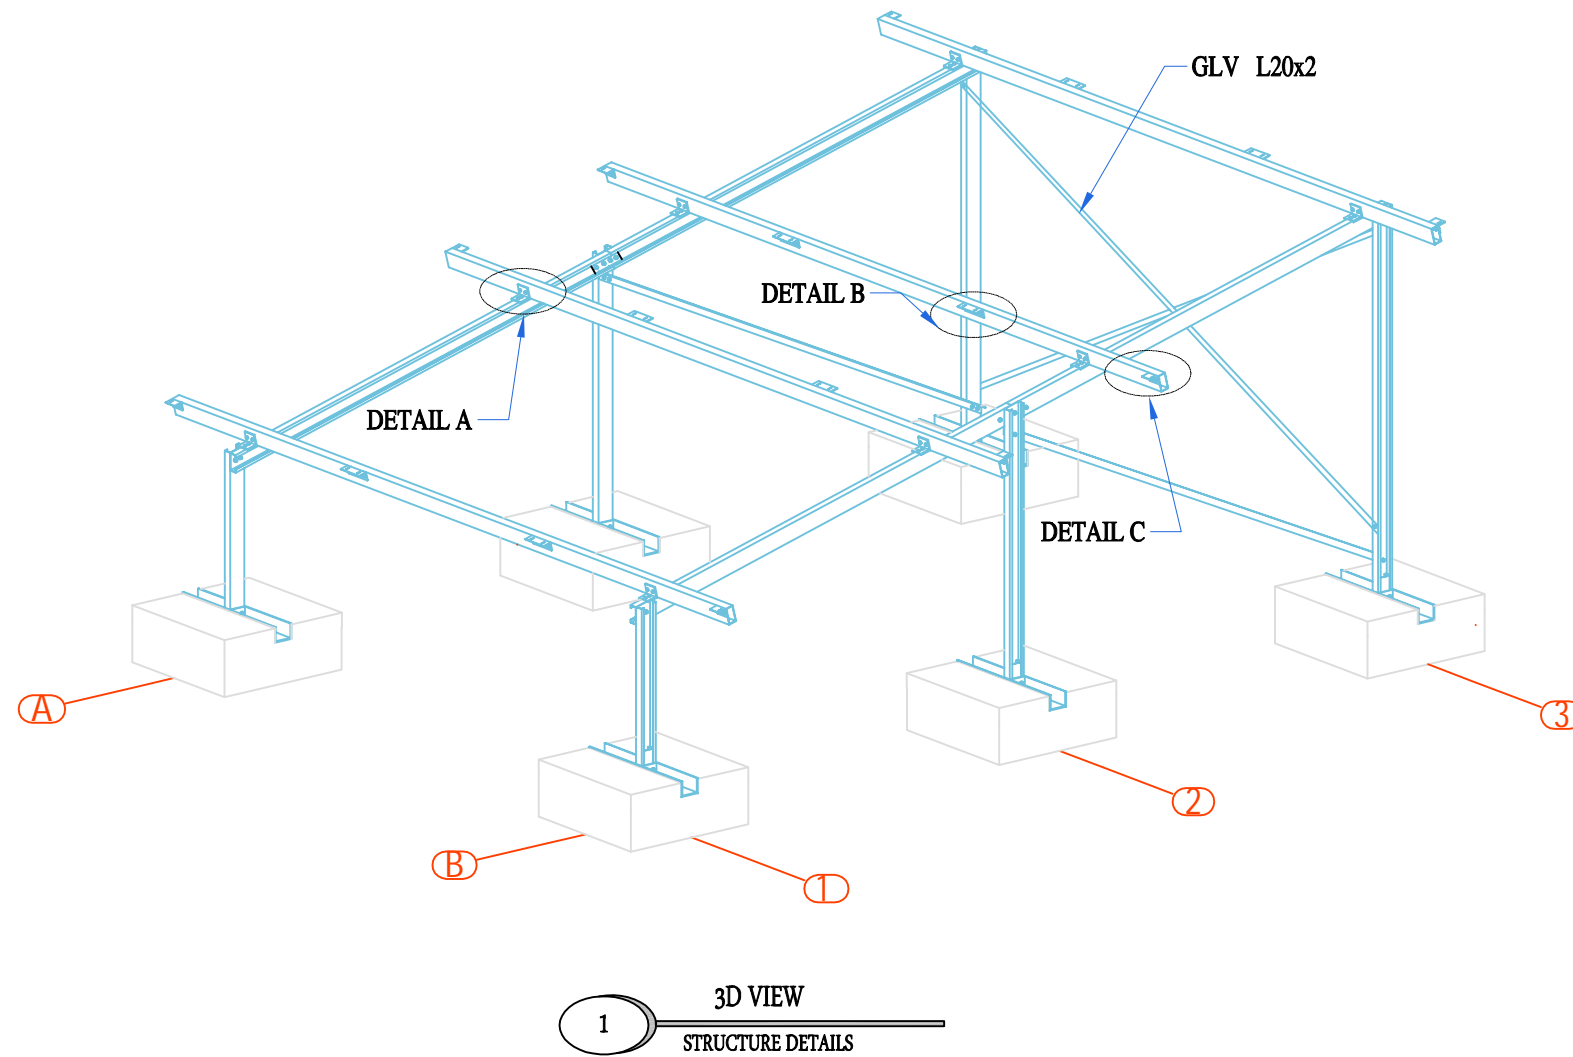 GLV L20x2
DETAIL B
DETAIL A
DETAIL C
A
3
2
B
1
3D VIEW
1
STRUCTURE DETAILS